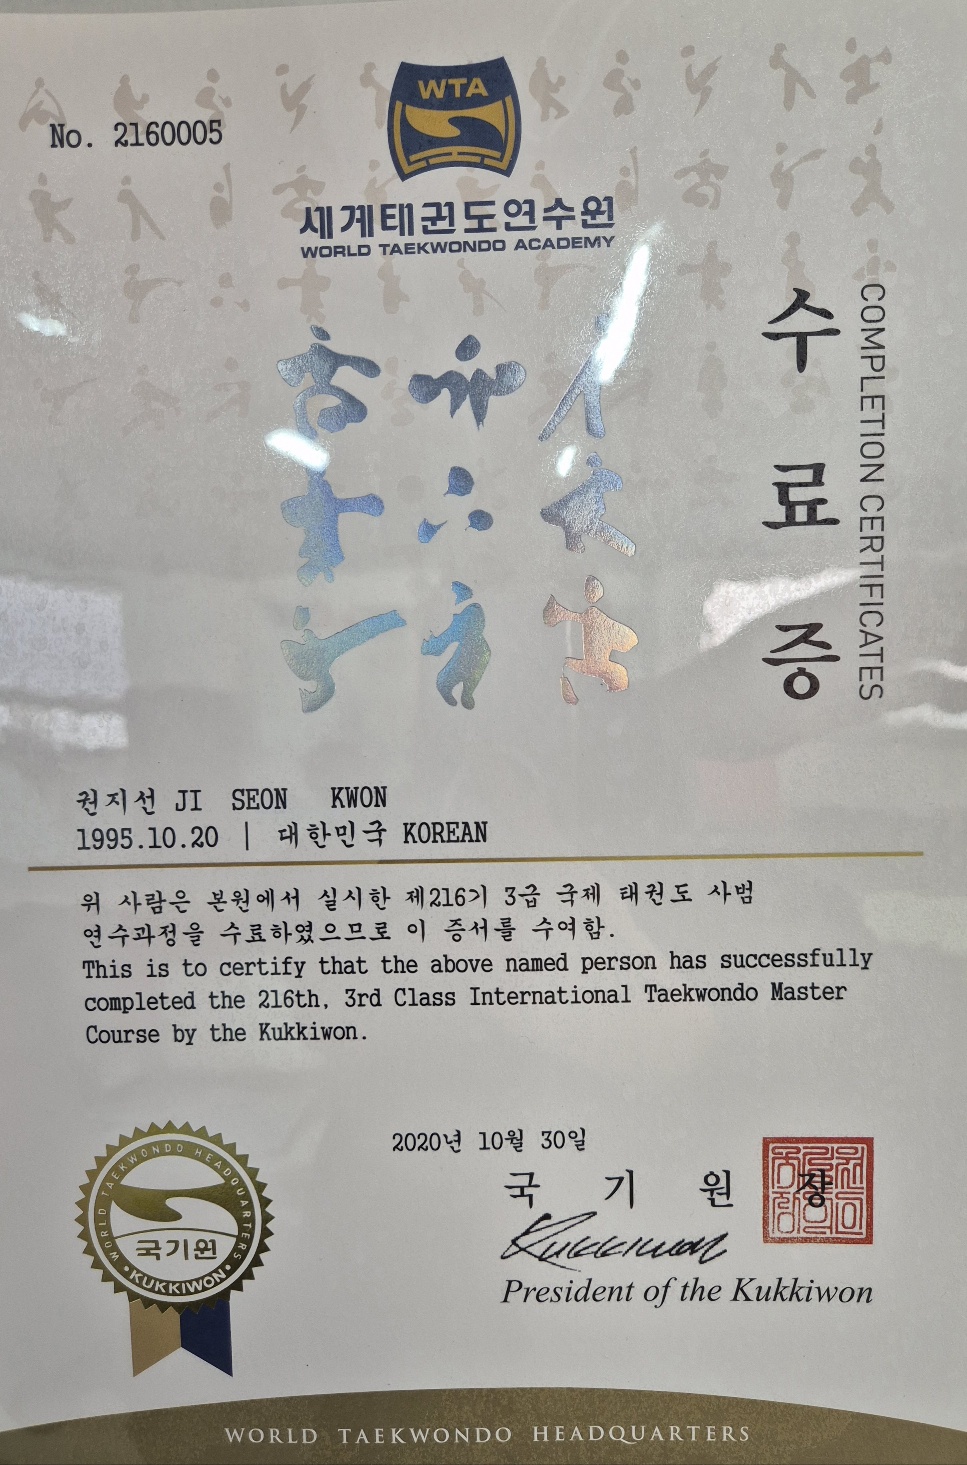 No. 2160005
WTA
세계태권도연수원
WORLD TAEKWONDO ACADEMY
수료증
COMPLETION CERTIFICATES
권지선 JI SEON KWON
1995.10.20 | 대한민국 KOREAN
위 사람은 본원에서 실시한 제216기 3급 국제 태권도 사범
연수과정을 수료하였으므로 이 증서를 수여함.
This is to certify that the above named person has successfully
completed the 216th, 3rd Class International Taekwondo Master
Course by the Kukkiwon.
2020년 10월 30일
국 기 원 장
Kukkiwon
President of the Kukkiwon
WORLD TAEKWONDO HEADQUARTERS
국기원
KUKKIWON
WORLD TAEKWONDO HEADQUARTERS